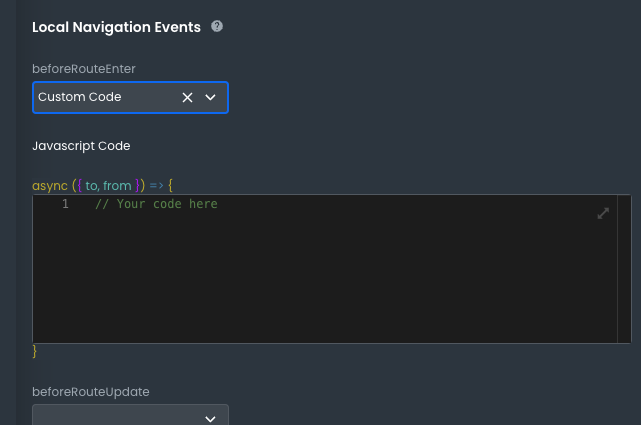 Local Navigation Events ?
beforeRouteEnter
Custom Code
Javascript Code
async ({ to, from }) => {
1 // Your code here
}
beforeRouteUpdate